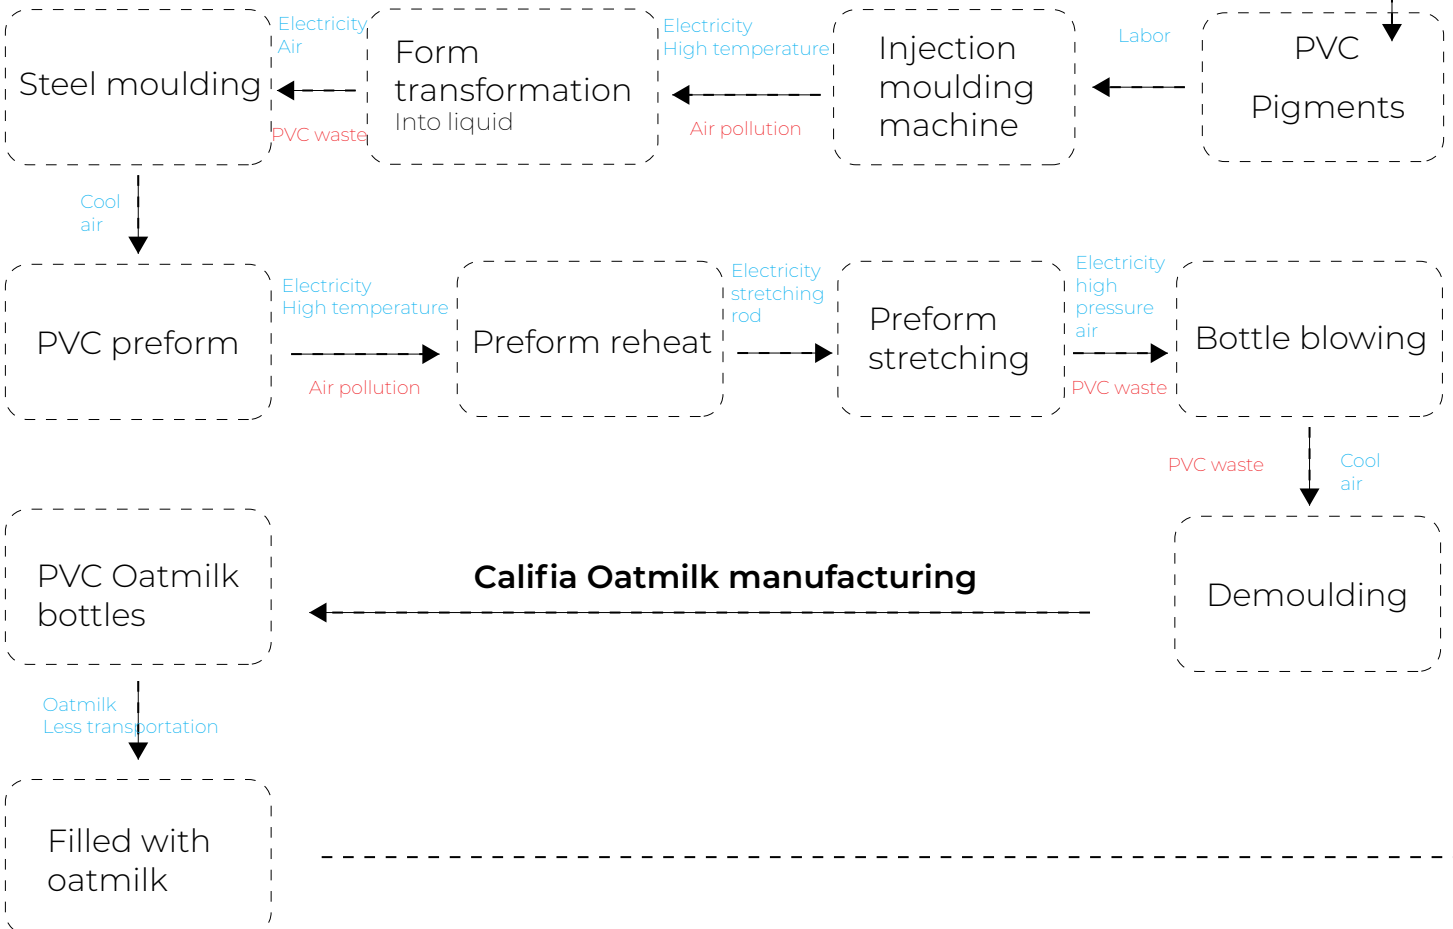 Electricity
Air
Electricity
High temperature
Labor
Steel moulding
Form
transformation
Into liquid
Injection
moulding
machine
PVC
Pigments
PVC waste
Air pollution
Cool
air
Electricity
High temperature
Electricity
stretching
rod
Electricity
high
pressure
air
PVC preform
Preform reheat
Preform
stretching
Bottle blowing
Air pollution
PVC waste
PVC waste
Cool
air
PVC Oatmilk
bottles
Califia Oatmilk manufacturing
Demoulding
Oatmilk
Less transportation
Filled with
oatmilk